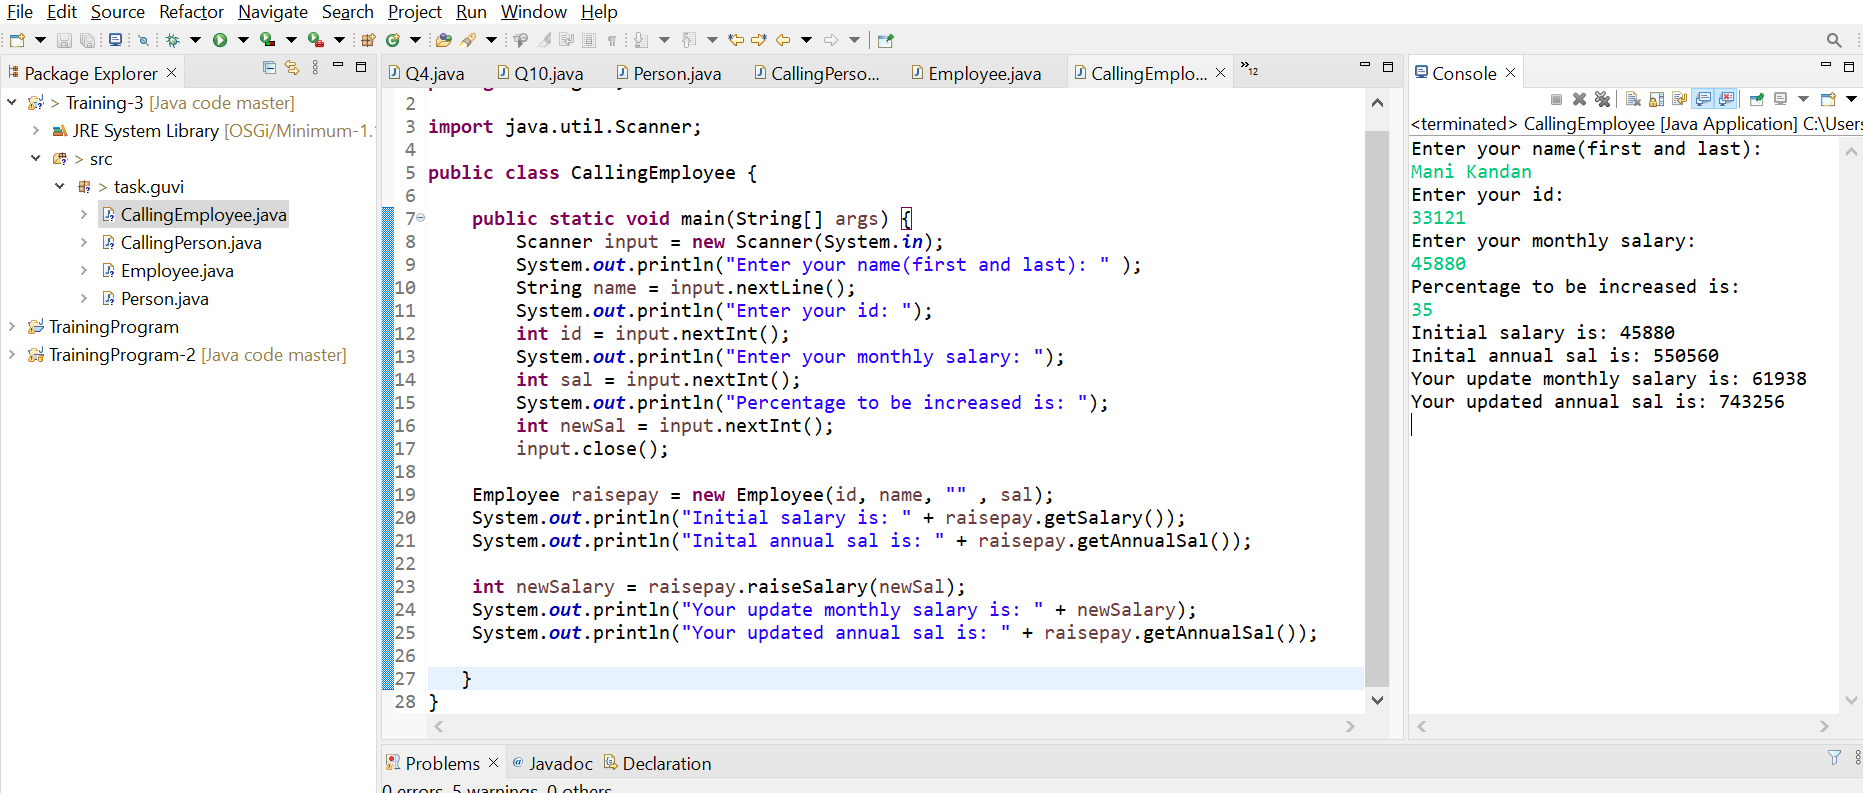 File Edit Source Refactor Navigate Search Project Run Window Help
Package Explorer
Training-3 [Java code master]
JRE System Library [OSGi/Minimum-1.
src
task.guvi
CallingEmployee.java
CallingPerson.java
Employee.java
Person.java
TrainingProgram
TrainingProgram-2 [Java code master]
Q4.java Q10.java Person.java CallingPerso... Employee.java CallingEmplo... »12
2
3 import java.util.Scanner;
4
5 public class CallingEmployee {
6
7 public static void main(String[] args) {
8 Scanner input = new Scanner(System.in);
9 System.out.println("Enter your name(first and last): " );
10 String name = input.nextLine();
11 System.out.println("Enter your id: ");
12 int id = input.nextInt();
13 System.out.println("Enter your monthly salary: ");
14 int sal = input.nextInt();
15 System.out.println("Percentage to be increased is: ");
16 int newSal = input.nextInt();
17 input.close();
18
19 Employee raisepay = new Employee(id, name, "" , sal);
20 System.out.println("Initial salary is: " + raisepay.getSalary());
21 System.out.println("Inital annual sal is: " + raisepay.getAnnualSal());
22
23 int newSalary = raisepay.raiseSalary(newSal);
24 System.out.println("Your update monthly salary is: " + newSalary);
25 System.out.println("Your updated annual sal is: " + raisepay.getAnnualSal());
26
27 }
28 }
Console
<terminated> CallingEmployee [Java Application] C:\Users
Enter your name(first and last):
Mani Kandan
Enter your id:
33121
Enter your monthly salary:
45880
Percentage to be increased is:
35
Initial salary is: 45880
Inital annual sal is: 550560
Your update monthly salary is: 61938
Your updated annual sal is: 743256
Problems @ Javadoc Declaration
0 errors, 5 warnings, 0 others